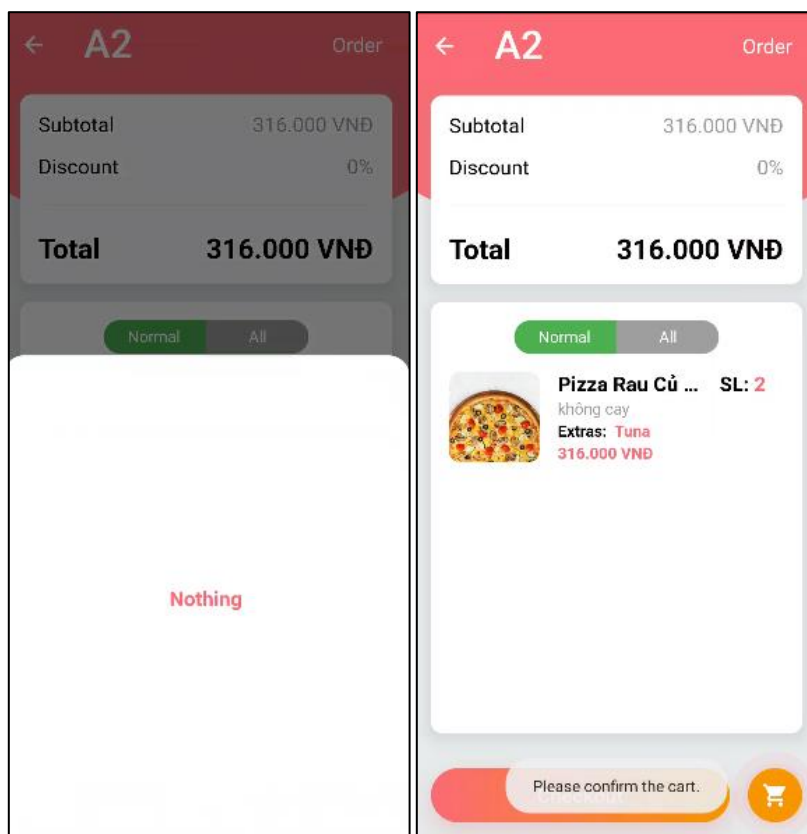 A2
Order
Subtotal 316.000 VNĐ
Discount 0%
Total 316.000 VNĐ
Normal All
Nothing
A2
Order
Subtotal 316.000 VNĐ
Discount 0%
Total 316.000 VNĐ
Normal All
Pizza Rau Củ ... SL: 2
không cay
Extras: Tuna
316.000 VNĐ
Please confirm the cart.